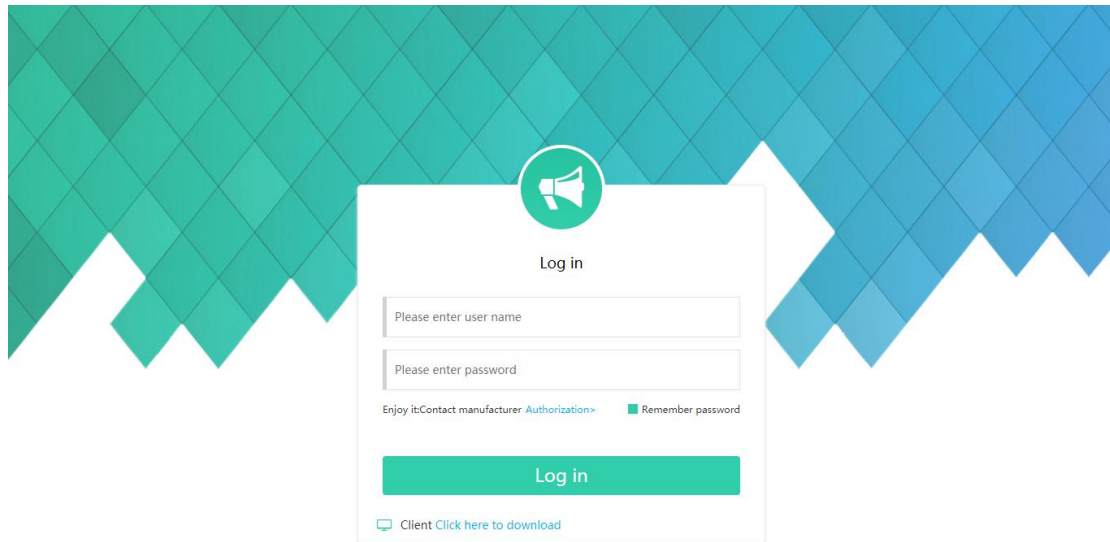 Log in
Please enter user name
Please enter password
Enjoy it:Contact manufacturer Authorization> Remember password
Log in
Client Click here to download